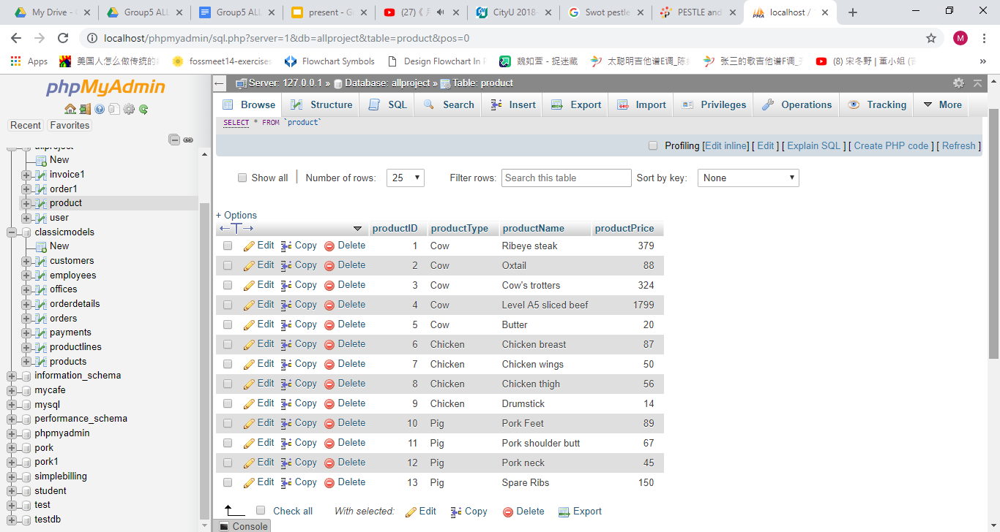 My Drive - G
Group5 ALL
Group5 ALL
present - G
(27)《 
CityU 2018-
Swot pestle
PESTLE and
localhost /
localhost/phpmyadmin/sql.php?server=1&db=allproject&table=product&pos=0
M
Apps
美国人怎么做传统的
fossmeet14-exercises
Flowchart Symbols
Design Flowchart In
魏如萱 - 捉迷藏
太聪明吉他谱E调_陈
张三的歌吉他谱F调_
(8) 宋冬野 | 董小姐
»
phpMyAdmin
Recent Favorites
allproject
New
invoice1
order1
product
user
classicmodels
New
customers
employees
offices
orderdetails
orders
payments
productlines
products
information_schema
mycafe
mysql
performance_schema
phpmyadmin
pork
pork1
simplebilling
student
test
testdb
Server: 127.0.0.1 » Database: allproject » Table: product
Browse Structure SQL Search Insert Export Import Privileges Operations Tracking More
SELECT * FROM `product`
Profiling [Edit inline] [ Edit ] [ Explain SQL ] [ Create PHP code ] [ Refresh ]
Show all | Number of rows: 25 Filter rows: Search this table Sort by key: None
+ Options
←T→ productID productType productName productPrice
Edit Copy Delete 1 Cow Ribeye steak 379
Edit Copy Delete 2 Cow Oxtail 88
Edit Copy Delete 3 Cow Cow's trotters 324
Edit Copy Delete 4 Cow Level A5 sliced beef 1799
Edit Copy Delete 5 Cow Butter 20
Edit Copy Delete 6 Chicken Chicken breast 87
Edit Copy Delete 7 Chicken Chicken wings 50
Edit Copy Delete 8 Chicken Chicken thigh 56
Edit Copy Delete 9 Chicken Drumstick 14
Edit Copy Delete 10 Pig Pork Feet 89
Edit Copy Delete 11 Pig Pork shoulder butt 67
Edit Copy Delete 12 Pig Pork neck 45
Edit Copy Delete 13 Pig Spare Ribs 150
Check all With selected: Edit Copy Delete Export
Console